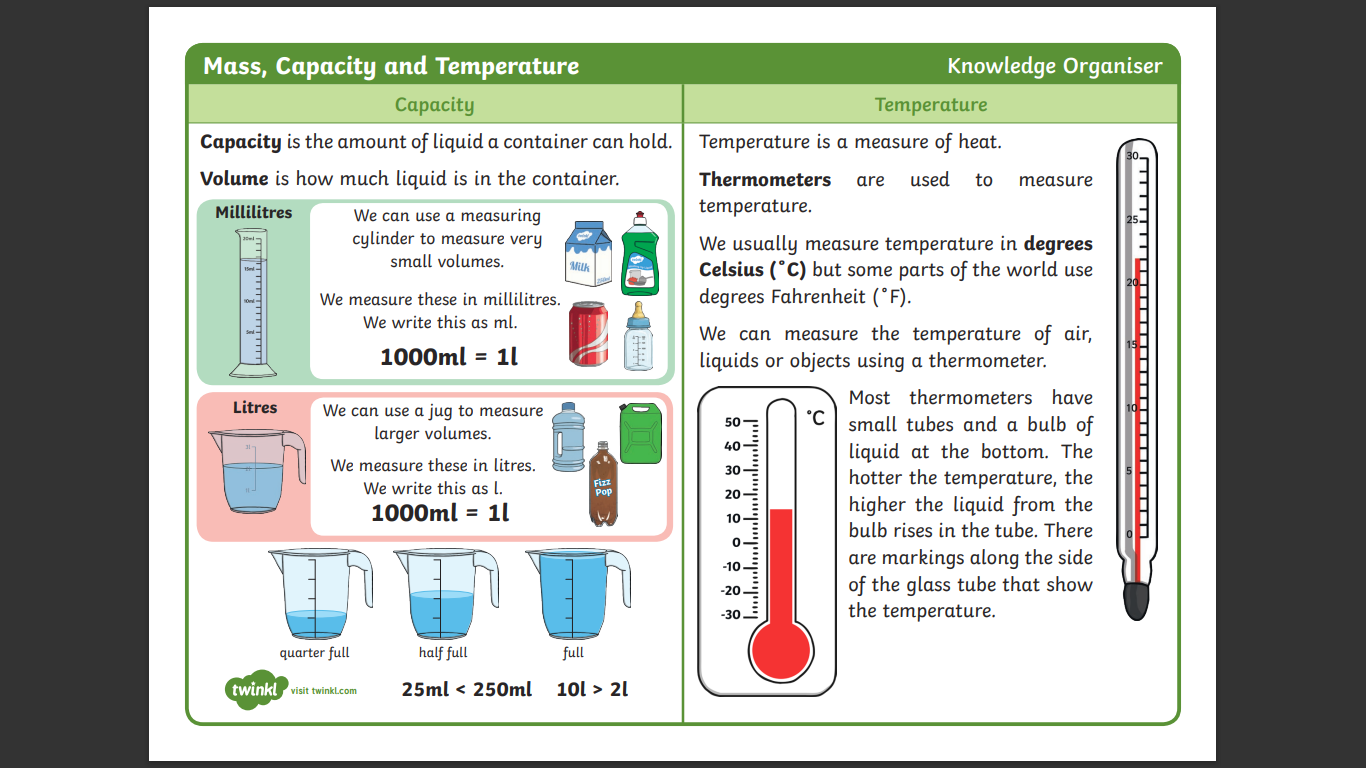 Mass, Capacity and Temperature
Knowledge Organiser
Capacity
Capacity is the amount of liquid a container can hold.
Volume is how much liquid is in the container.
Millilitres
20ml
15ml
10ml
5ml
We can use a measuring
cylinder to measure very
small volumes.
We measure these in millilitres.
We write this as ml.
1000ml = 1l
twinkl
Milk
250ml
Litres
2l
1l
We can use a jug to measure
larger volumes.
We measure these in litres.
We write this as l.
1000ml = 1l
Fizz
Pop
quarter full
half full
full
twinkl visit twinkl.com
25ml < 250ml
10l > 2l
Temperature
Temperature is a measure of heat.
Thermometers are used to measure
temperature.
We usually measure temperature in degrees
Celsius (˚C) but some parts of the world use
degrees Fahrenheit (˚F).
We can measure the temperature of air,
liquids or objects using a thermometer.
˚C
50
40
30
20
10
0
-10
-20
-30
Most thermometers have
small tubes and a bulb of
liquid at the bottom. The
hotter the temperature, the
higher the liquid from the
bulb rises in the tube. There
are markings along the side
of the glass tube that show
the temperature.
30
25
20
15
10
5
0